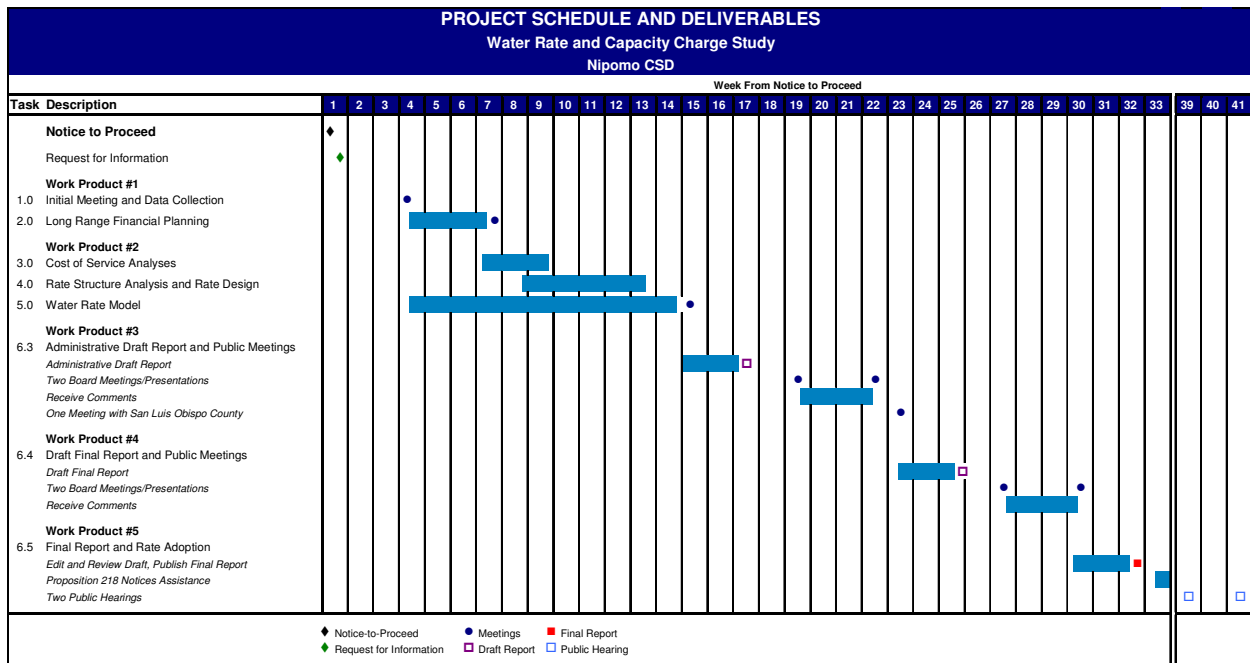 PROJECT SCHEDULE AND DELIVERABLES
Water Rate and Capacity Charge Study
Nipomo CSD
Week From Notice to Proceed
Task Description 1 2 3 4 5 6 7 8 9 10 11 12 13 14 15 16 17 18 19 20 21 22 23 24 25 26 27 28 29 30 31 32 33 39 40 41
Notice to Proceed
Request for Information
Work Product #1
1.0 Initial Meeting and Data Collection
2.0 Long Range Financial Planning
Work Product #2
3.0 Cost of Service Analyses
4.0 Rate Structure Analysis and Rate Design
5.0 Water Rate Model
Work Product #3
6.3 Administrative Draft Report and Public Meetings
Administrative Draft Report
Two Board Meetings/Presentations
Receive Comments
One Meeting with San Luis Obispo County
Work Product #4
6.4 Draft Final Report and Public Meetings
Draft Final Report
Two Board Meetings/Presentations
Receive Comments
Work Product #5
6.5 Final Report and Rate Adoption
Edit and Review Draft, Publish Final Report
Proposition 218 Notices Assistance
Two Public Hearings
Notice-to-Proceed Meetings Final Report
Request for Information Draft Report Public Hearing